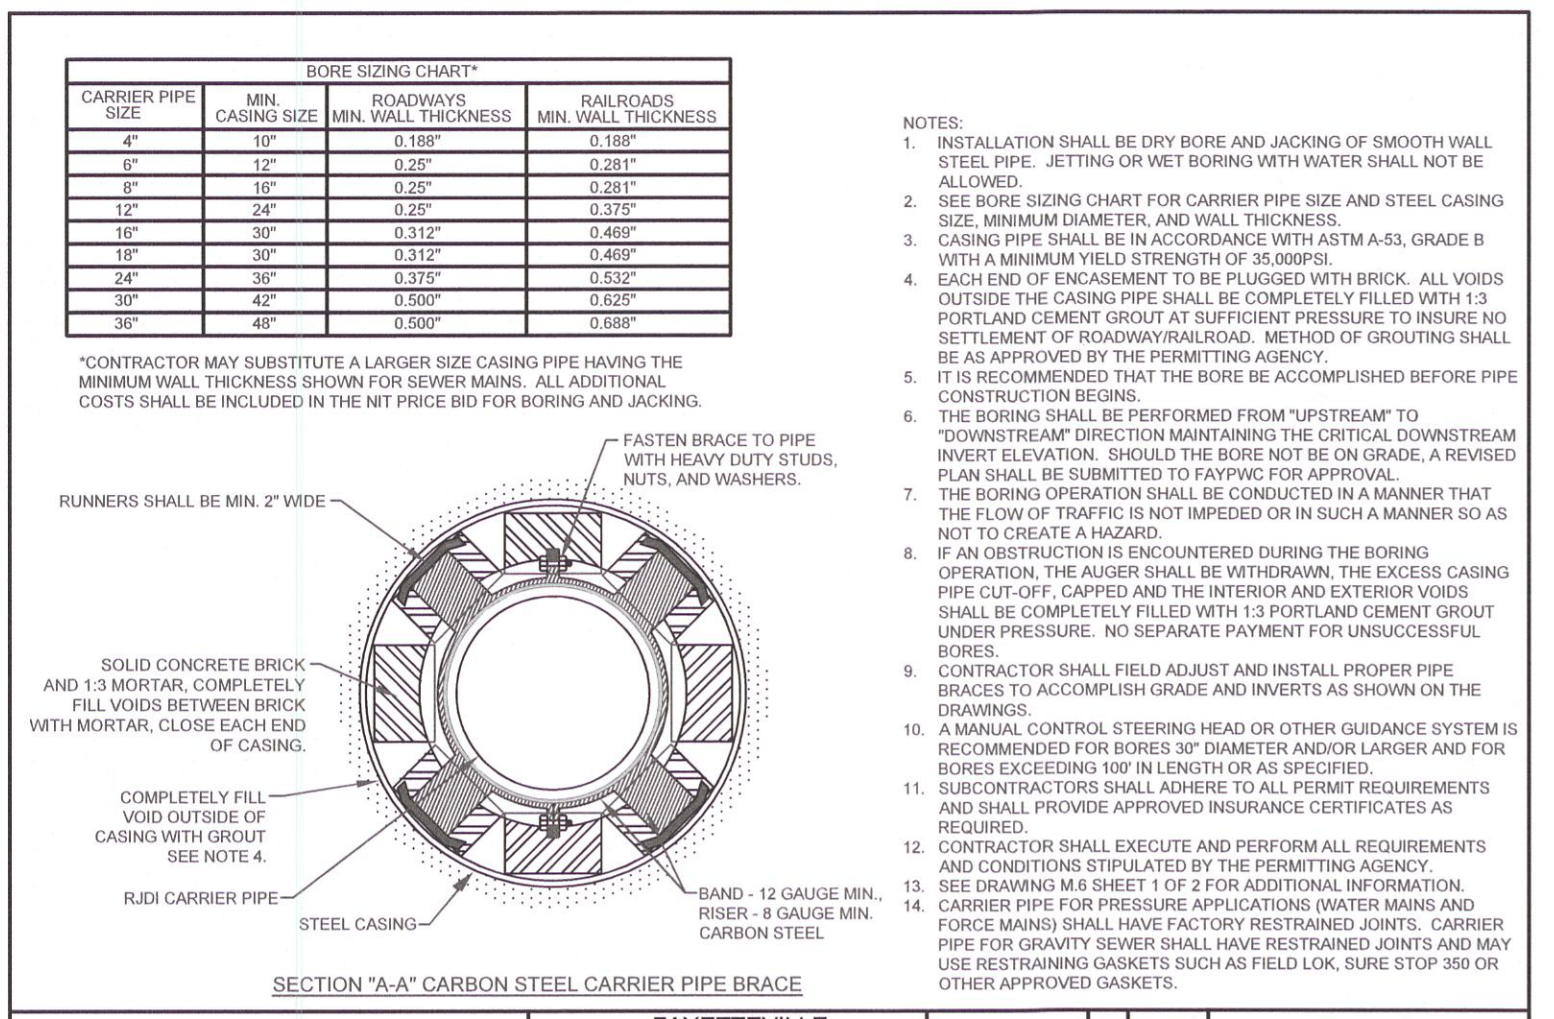 BORE SIZING CHART*
CARRIER PIPE SIZE MIN. CASING SIZE ROADWAYS MIN. WALL THICKNESS RAILROADS MIN. WALL THICKNESS
4" 10" 0.188" 0.188"
6" 12" 0.25" 0.281"
8" 16" 0.25" 0.281"
12" 24" 0.25" 0.375"
16" 30" 0.312" 0.469"
18" 30" 0.312" 0.469"
24" 36" 0.375" 0.532"
30" 42" 0.500" 0.625"
36" 48" 0.500" 0.688"
*CONTRACTOR MAY SUBSTITUTE A LARGER SIZE CASING PIPE HAVING THE
MINIMUM WALL THICKNESS SHOWN FOR SEWER MAINS. ALL ADDITIONAL
COSTS SHALL BE INCLUDED IN THE NIT PRICE BID FOR BORING AND JACKING.
FASTEN BRACE TO PIPE
WITH HEAVY DUTY STUDS,
NUTS, AND WASHERS.
RUNNERS SHALL BE MIN. 2" WIDE
SOLID CONCRETE BRICK
AND 1:3 MORTAR, COMPLETELY
FILL VOIDS BETWEEN BRICK
WITH MORTAR, CLOSE EACH END
OF CASING.
COMPLETELY FILL
VOID OUTSIDE OF
CASING WITH GROUT
SEE NOTE 4.
RJDI CARRIER PIPE
STEEL CASING
BAND - 12 GAUGE MIN.,
RISER - 8 GAUGE MIN.
CARBON STEEL
SECTION "A-A" CARBON STEEL CARRIER PIPE BRACE
NOTES:
1. INSTALLATION SHALL BE DRY BORE AND JACKING OF SMOOTH WALL
STEEL PIPE. JETTING OR WET BORING WITH WATER SHALL NOT BE
ALLOWED.
2. SEE BORE SIZING CHART FOR CARRIER PIPE SIZE AND STEEL CASING
SIZE, MINIMUM DIAMETER, AND WALL THICKNESS.
3. CASING PIPE SHALL BE IN ACCORDANCE WITH ASTM A-53, GRADE B
WITH A MINIMUM YIELD STRENGTH OF 35,000PSI.
4. EACH END OF ENCASEMENT TO BE PLUGGED WITH BRICK. ALL VOIDS
OUTSIDE THE CASING PIPE SHALL BE COMPLETELY FILLED WITH 1:3
PORTLAND CEMENT GROUT AT SUFFICIENT PRESSURE TO INSURE NO
SETTLEMENT OF ROADWAY/RAILROAD. METHOD OF GROUTING SHALL
BE AS APPROVED BY THE PERMITTING AGENCY.
5. IT IS RECOMMENDED THAT THE BORE BE ACCOMPLISHED BEFORE PIPE
CONSTRUCTION BEGINS.
6. THE BORING SHALL BE PERFORMED FROM "UPSTREAM" TO
"DOWNSTREAM" DIRECTION MAINTAINING THE CRITICAL DOWNSTREAM
INVERT ELEVATION. SHOULD THE BORE NOT BE ON GRADE, A REVISED
PLAN SHALL BE SUBMITTED TO FAYPWC FOR APPROVAL.
7. THE BORING OPERATION SHALL BE CONDUCTED IN A MANNER THAT
THE FLOW OF TRAFFIC IS NOT IMPEDED OR IN SUCH A MANNER SO AS
NOT TO CREATE A HAZARD.
8. IF AN OBSTRUCTION IS ENCOUNTERED DURING THE BORING
OPERATION, THE AUGER SHALL BE WITHDRAWN, THE EXCESS CASING
PIPE CUT-OFF, CAPPED AND THE INTERIOR AND EXTERIOR VOIDS
SHALL BE COMPLETELY FILLED WITH 1:3 PORTLAND CEMENT GROUT
UNDER PRESSURE. NO SEPARATE PAYMENT FOR UNSUCCESSFUL
BORES.
9. CONTRACTOR SHALL FIELD ADJUST AND INSTALL PROPER PIPE
BRACES TO ACCOMPLISH GRADE AND INVERTS AS SHOWN ON THE
DRAWINGS.
10. A MANUAL CONTROL STEERING HEAD OR OTHER GUIDANCE SYSTEM IS
RECOMMENDED FOR BORES 30" DIAMETER AND/OR LARGER AND FOR
BORES EXCEEDING 100' IN LENGTH OR AS SPECIFIED.
11. SUBCONTRACTORS SHALL ADHERE TO ALL PERMIT REQUIREMENTS
AND SHALL PROVIDE APPROVED INSURANCE CERTIFICATES AS
REQUIRED.
12. CONTRACTOR SHALL EXECUTE AND PERFORM ALL REQUIREMENTS
AND CONDITIONS STIPULATED BY THE PERMITTING AGENCY.
13. SEE DRAWING M.6 SHEET 1 OF 2 FOR ADDITIONAL INFORMATION.
14. CARRIER PIPE FOR PRESSURE APPLICATIONS (WATER MAINS AND
FORCE MAINS) SHALL HAVE FACTORY RESTRAINED JOINTS. CARRIER
PIPE FOR GRAVITY SEWER SHALL HAVE RESTRAINED JOINTS AND MAY
USE RESTRAINING GASKETS SUCH AS FIELD LOK, SURE STOP 350 OR
OTHER APPROVED GASKETS.